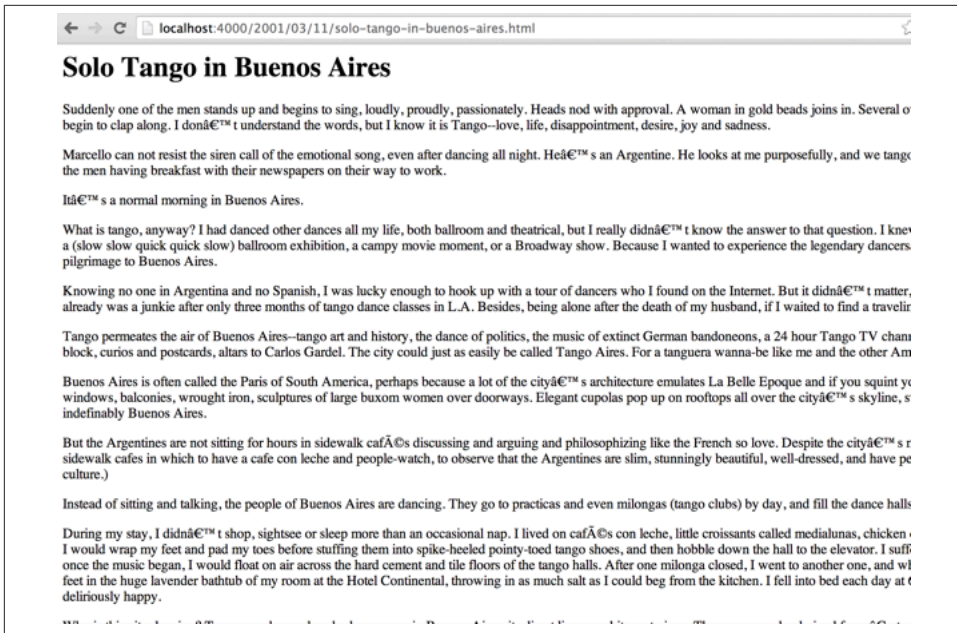 localhost:4000/2001/03/11/solo-tango-in-buenos-aires.html
Solo Tango in Buenos Aires
Suddenly one of the men stands up and begins to sing, loudly, proudly, passionately. Heads nod with approval. A woman in gold beads joins in. Several
begin to clap along. I donâ€™t understand the words, but I know it is Tango--love, life, disappointment, desire, joy and sadness.
Marcello can not resist the siren call of the emotional song, even after dancing all night. Heâ€™s an Argentine. He looks at me purposefully, and we
the men having breakfast with their newspapers on their way to work.
Itâ€™s a normal morning in Buenos Aires.
What is tango, anyway? I had danced other dances all my life, both ballroom and theatrical, but I really didnâ€™t know the answer to that question. I
a (slow slow quick quick slow) ballroom exhibition, a campy movie moment, or a Broadway show. Because I wanted to experience the legendary dancers
pilgrimage to Buenos Aires.
Knowing no one in Argentina and no Spanish, I was lucky enough to hook up with a tour of dancers who I found on the Internet. But it didnâ€™t matter,
already was a junkie after only three months of tango dance classes in L.A. Besides, being alone after the death of my husband, if I waited to find a
Tango permeates the air of Buenos Aires--tango art and history, the dance of politics, the music of extinct German bandoneons, a 24 hour Tango TV
block, curios and postcards, altars to Carlos Gardel. The city could just as easily be called Tango Aires. For a tanguera wanna-be like me and the other
Buenos Aires is often called the Paris of South America, perhaps because a lot of the cityâ€™s architecture emulates La Belle Epoque and if you squint
windows, balconies, wrought iron, sculptures of large buxom women over doorways. Elegant cupolas pop up on rooftops all over the cityâ€™s skyline,
indefinably Buenos Aires.
But the Argentines are not sitting for hours in sidewalk cafÃ©s discussing and arguing and philosophizing like the French so love. Despite the cityâ€™s
sidewalk cafes in which to have a cafe con leche and people-watch, to observe that the Argentines are slim, stunningly beautiful, well-dressed, and have
culture.)
Instead of sitting and talking, the people of Buenos Aires are dancing. They go to practicas and even milongas (tango clubs) by day, and fill the dance halls
During my stay, I didnâ€™t shop, sightsee or sleep more than an occasional nap. I lived on cafÃ©s con leche, little croissants called medialunas, chicken
I would wrap my feet and pad my toes before stuffing them into spike-heeled pointy-toed tango shoes, and then hobble down the hall to the elevator. I
once the music began, I would float on air across the hard cement and tile floors of the tango halls. After one milonga closed, I went to another one, and
feet in the huge lavender bathtub of my room at the Hotel Continental, throwing in as much salt as I could beg from the kitchen. I fell into bed each day at
deliriously happy.